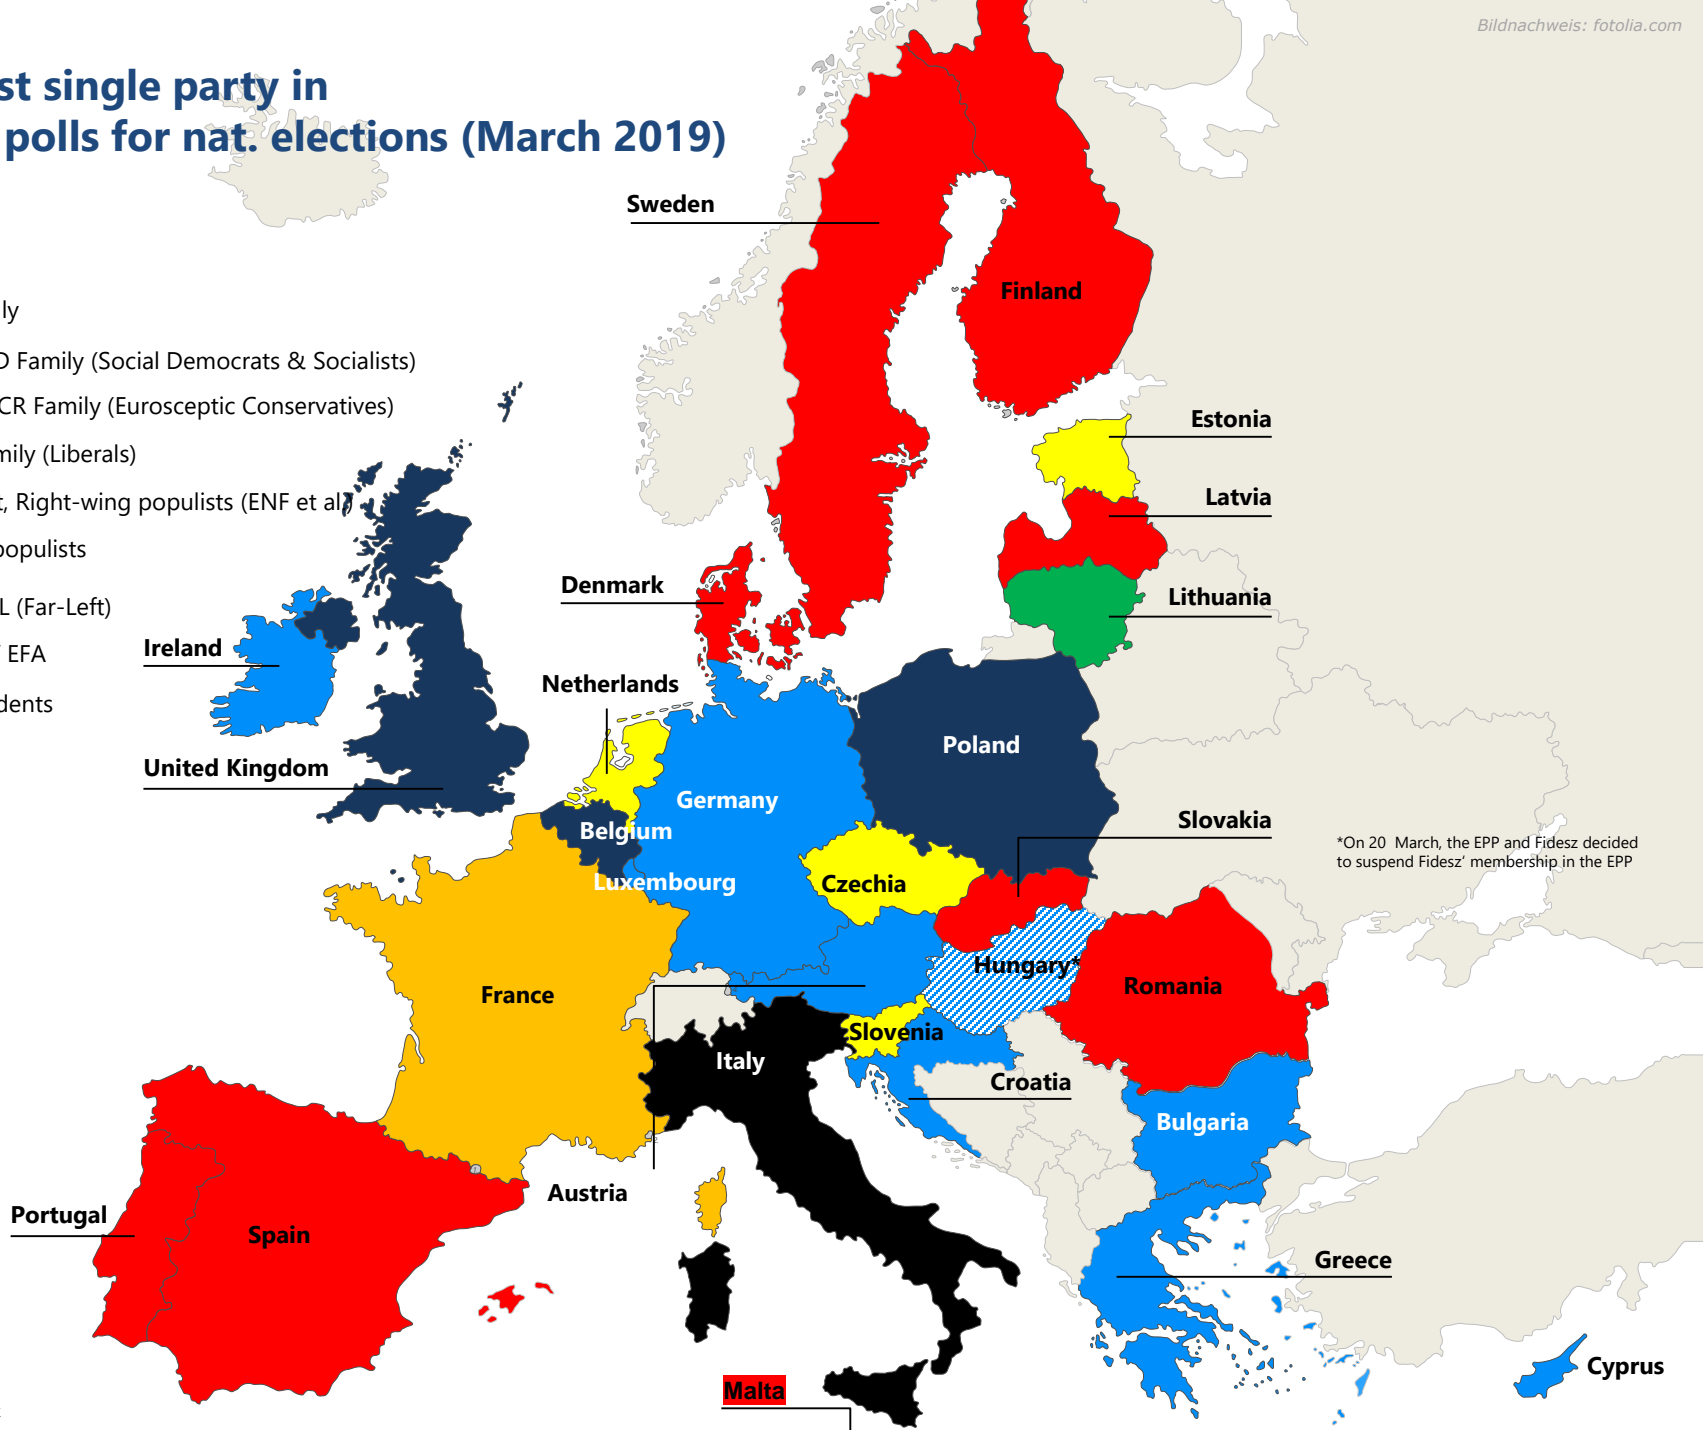 Bildnachweis: fotolia.com
st single party in
polls for nat. elections (March 2019)
Sweden
Finland
ly
D Family (Social Democrats & Socialists)
CR Family (Eurosceptic Conservatives)
mily (Liberals)
t, Right-wing populists (ENF et al.)
populists
L (Far-Left)
EFA
dents
Estonia
Latvia
Lithuania
Denmark
Ireland
Netherlands
United Kingdom
Poland
Germany
Belgium
Luxembourg
Slovakia
*On 20 March, the EPP and Fidesz decided
to suspend Fidesz‘ membership in the EPP
Czechia
France
Hungary*
Romania
Slovenia
Italy
Croatia
Bulgaria
Austria
Portugal
Spain
Greece
Cyprus
Malta